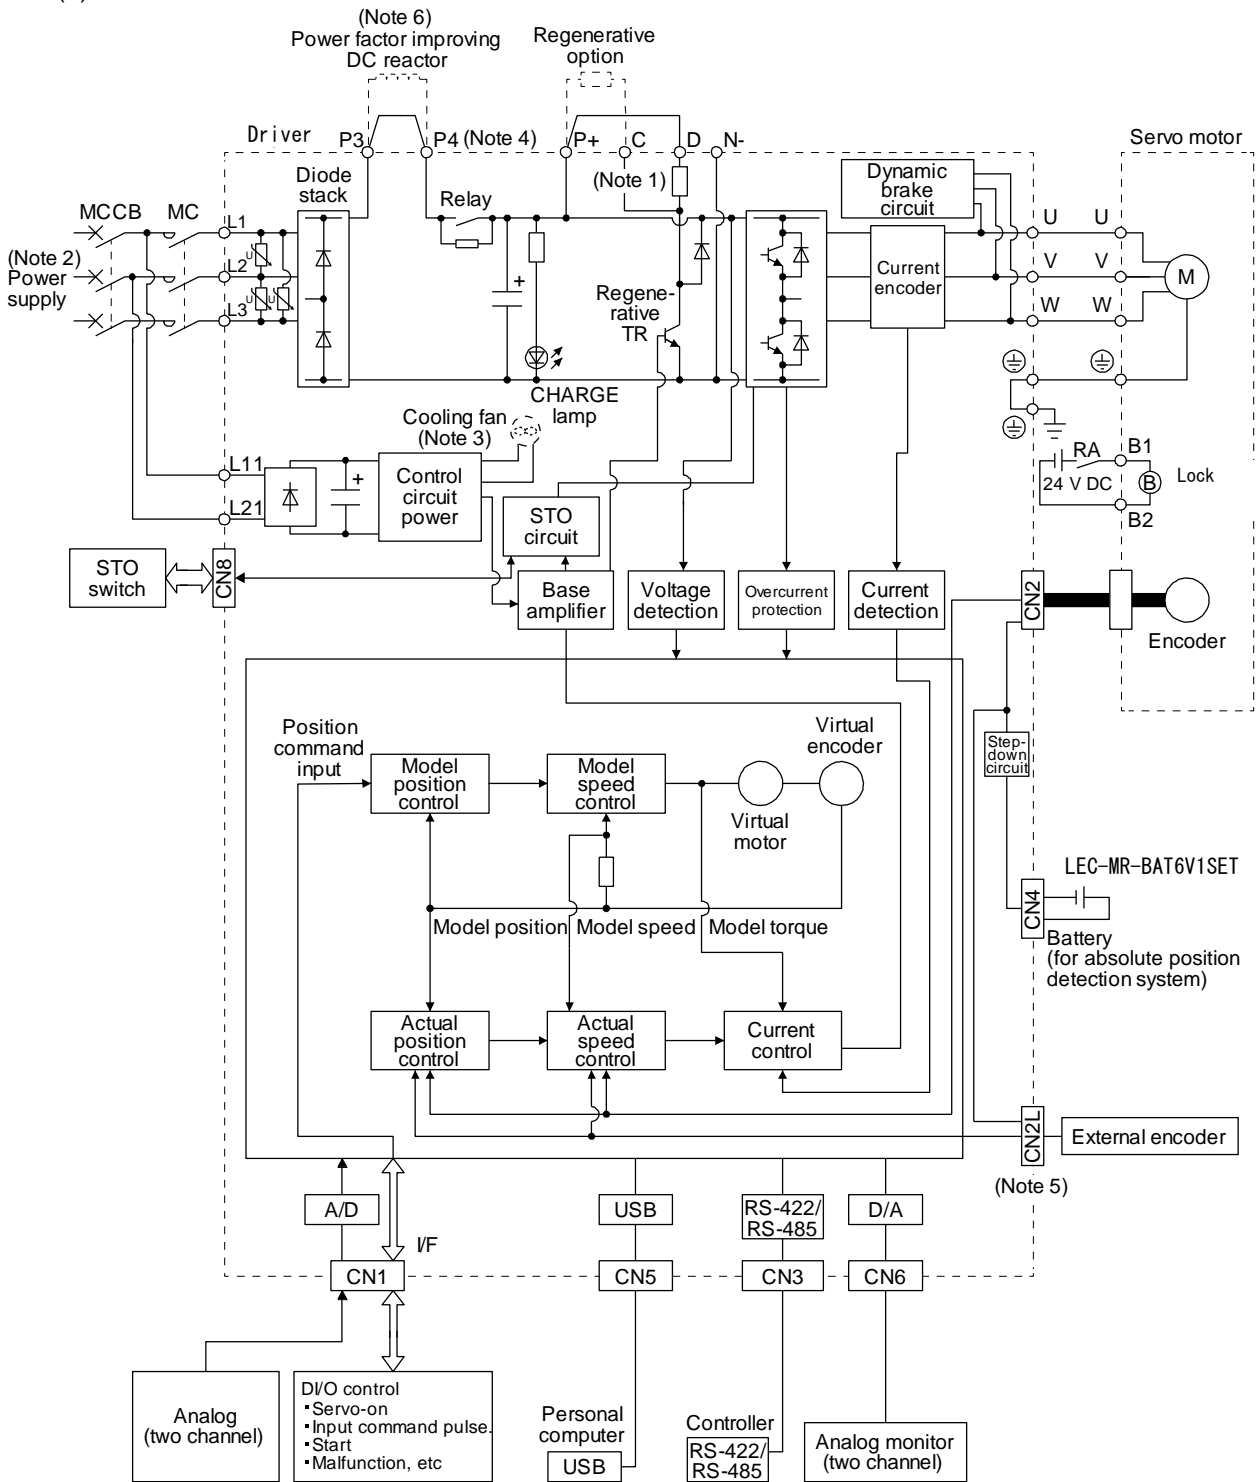 (Note 6)
Power factor improving
DC reactor
Regenerative
option
Driver
P3
P4
(Note 4)
P+
C
D
N-
Servo motor
Diode
stack
Relay
(Note 1)
Dynamic
brake
circuit
MCCB
MC
L1
U
U
(Note 2)
Power
supply
U
L2
Current
encoder
V
V
M
U
U
L3
+
Regene-
rative
TR
W
W
CHARGE
lamp
Cooling fan
(Note 3)
L11
+
Control
circuit
power
RA
B1
24 V DC
B
Lock
L21
B2
STO
circuit
STO
switch
CN8
Base
amplifier
Voltage
detection
Overcurrent
protection
Current
detection
CN2
Encoder
Position
command
input
Virtual
encoder
Step-
down
circuit
Model
position
control
Model
speed
control
Virtual
motor
LEC-MR-BAT6V1SET
CN4
Model position
Model speed
Model torque
Battery
(for absolute position
detection system)
Actual
position
control
Actual
speed
control
Current
control
CN2L
External encoder
(Note 5)
A/D
I/F
USB
RS-422/
RS-485
D/A
CN1
CN5
CN3
CN6
Analog
(two channel)
DI/O control
・Servo-on
・Input command pulse.
・Start
・Malfunction, etc
Personal
computer
USB
Controller
RS-422/
RS-485
Analog monitor
(two channel)